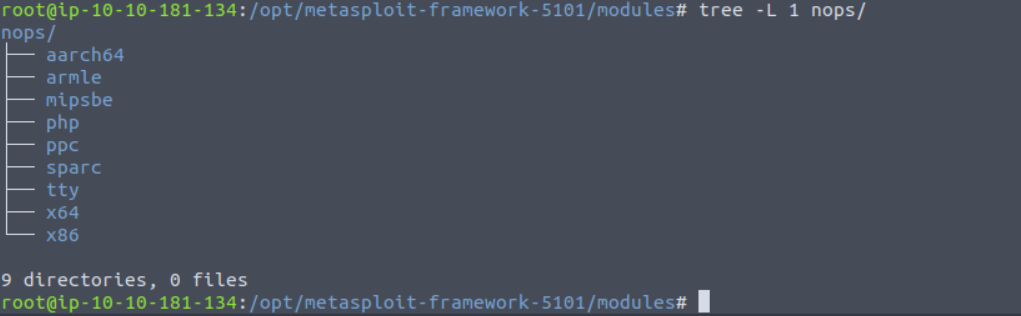 root@ip-10-10-181-134:/opt/metasploit-framework-5101/modules# tree -L 1 nops/
nops/
├── aarch64
├── armle
├── mipsbe
├── php
├── ppc
├── sparc
├── tty
├── x64
└── x86

9 directories, 0 files
root@ip-10-10-181-134:/opt/metasploit-framework-5101/modules#